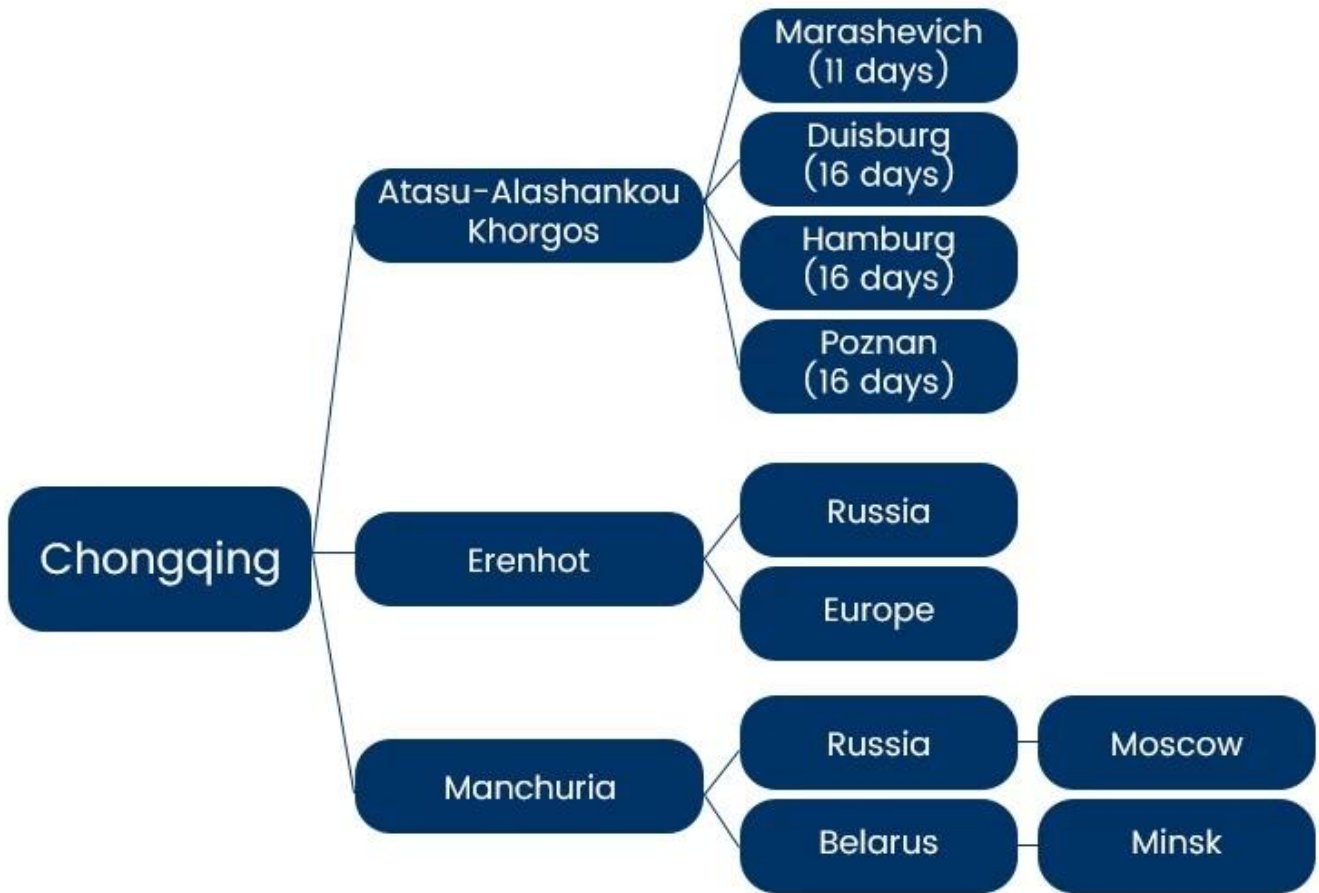 Chongqing
Atasu-Alashankou
Khorgos
Marashevich
(11 days)
Duisburg
(16 days)
Hamburg
(16 days)
Poznan
(16 days)
Erenhot
Russia
Europe
Manchuria
Russia
Moscow
Belarus
Minsk